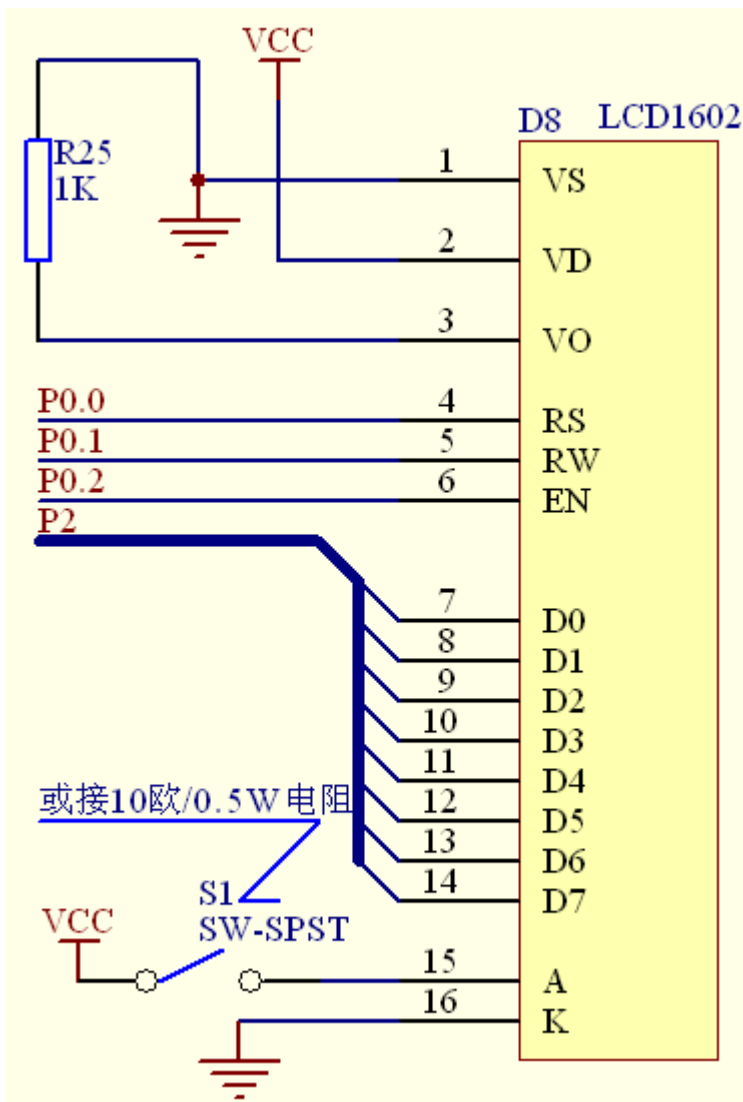 VCC
D8 LCD1602
R25
1K
1 VS
2 VD
3 VO
P0.0 4 RS
P0.1 5 RW
P0.2 6 EN
P2
7 D0
8 D1
9 D2
10 D3
11 D4
或接10欧/0.5W电阻 12 D5
13 D6
S1 14 D7
VCC SW-SPST
15 A
16 K